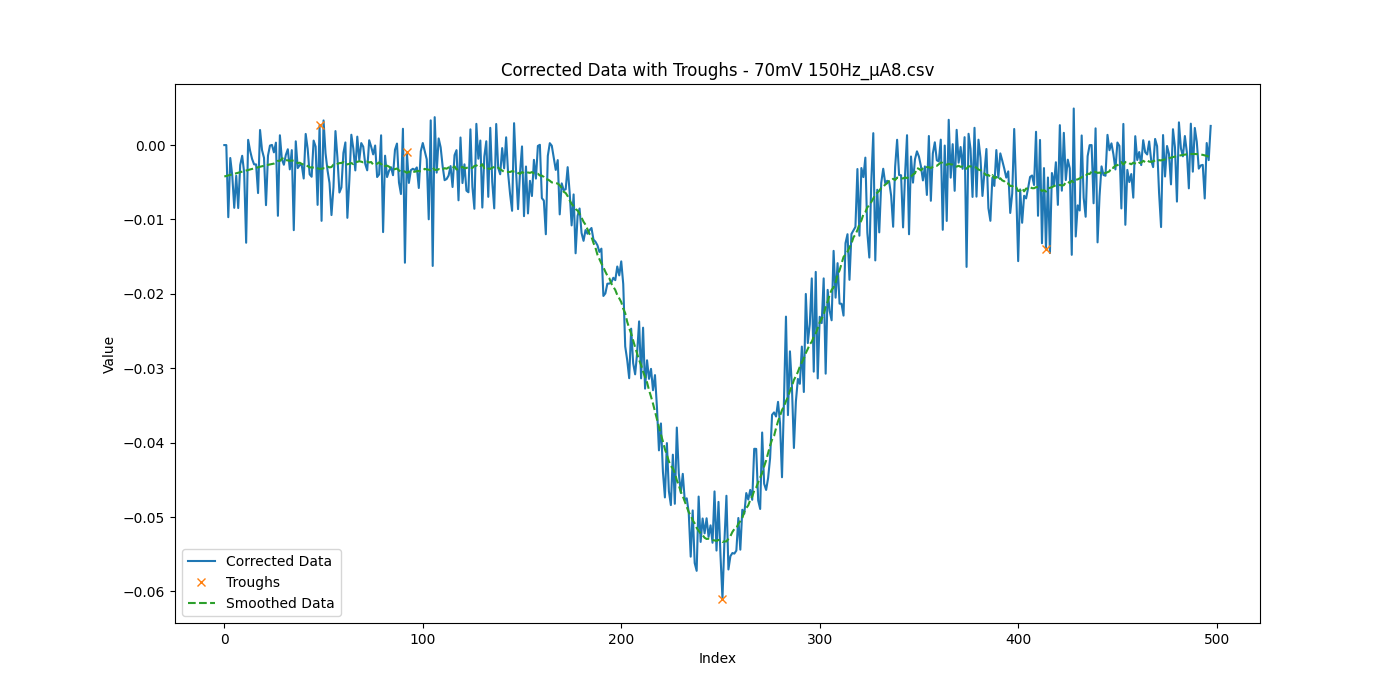 Corrected Data with Troughs - 70mV 150Hz_µA8.csv
Value
0.00
−0.01
−0.02
−0.03
−0.04
−0.05
−0.06
Corrected Data
Troughs
Smoothed Data
0 100 200 300 400 500
Index